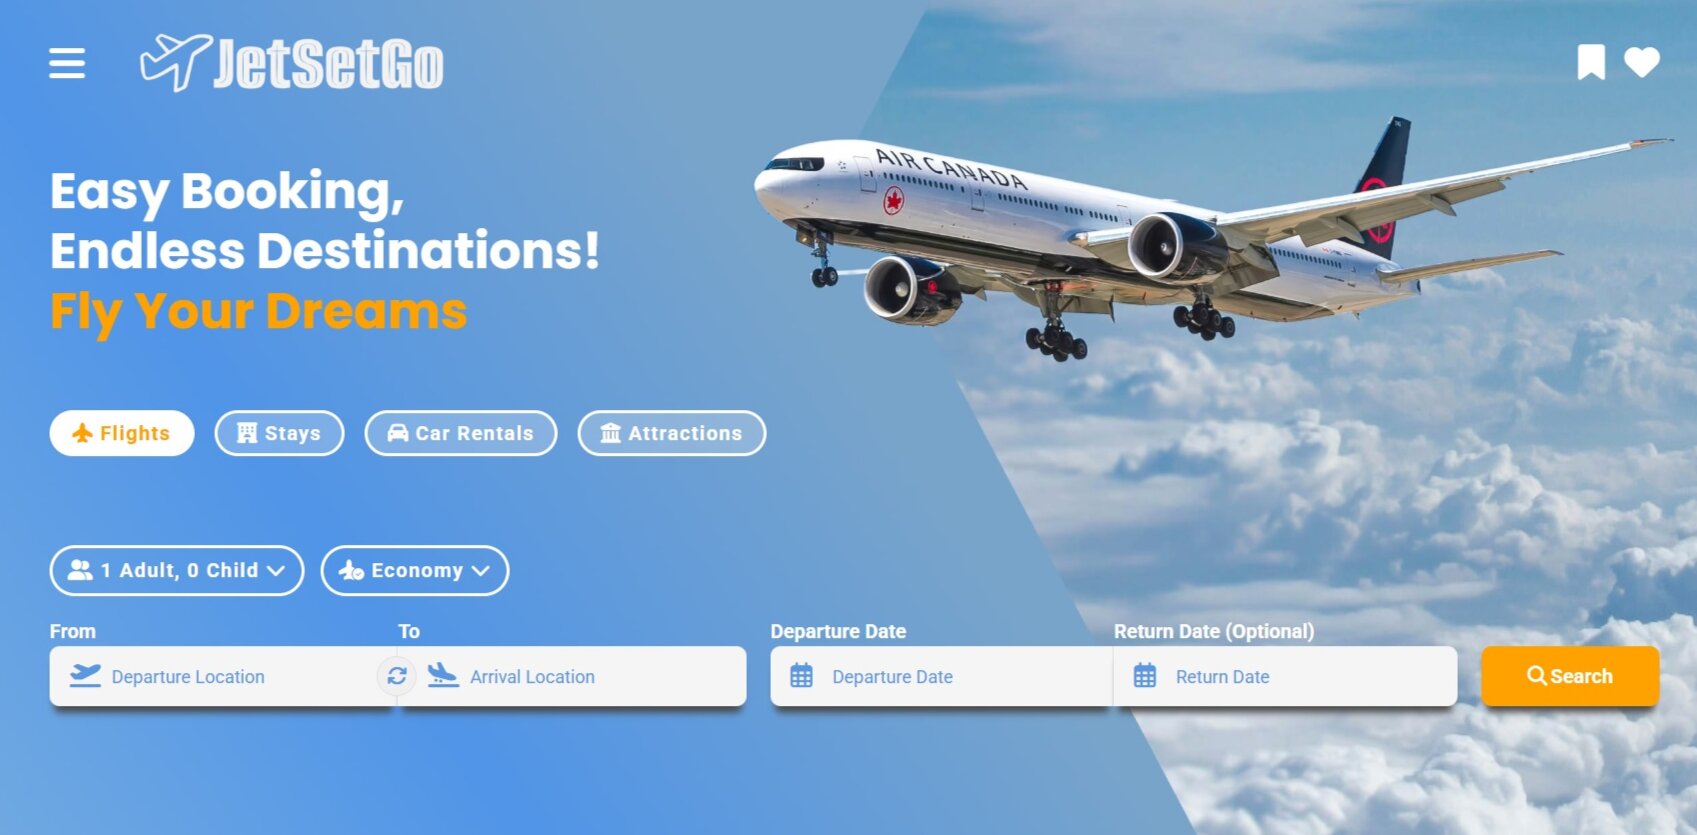 JetSetGo
AIR CANADA
Easy Booking,
Endless Destinations!
Fly Your Dreams
Flights
Stays
Car Rentals
Attractions
1 Adult, 0 Child
Economy
From
To
Departure Date
Return Date (Optional)
Departure Location
Arrival Location
Departure Date
Return Date
Search